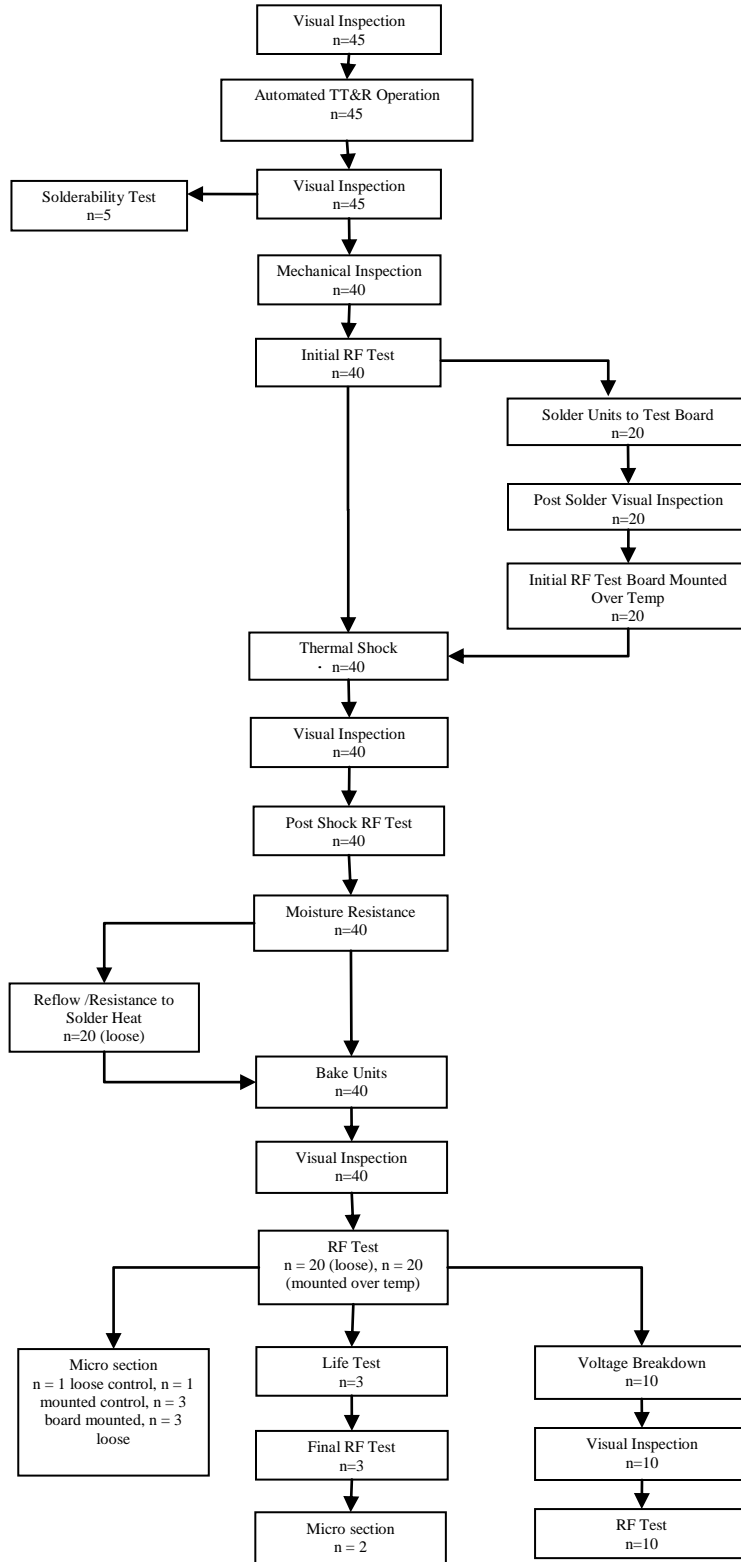 Visual Inspection
n=45
Automated TT&R Operation
n=45
Visual Inspection
n=45
Solderability Test
n=5
Mechanical Inspection
n=40
Initial RF Test
n=40
Solder Units to Test Board
n=20
Post Solder Visual Inspection
n=20
Initial RF Test Board Mounted
Over Temp
n=20
Thermal Shock
· n=40
Visual Inspection
n=40
Post Shock RF Test
n=40
Moisture Resistance
n=40
Reflow /Resistance to
Solder Heat
n=20 (loose)
Bake Units
n=40
Visual Inspection
n=40
RF Test
n = 20 (loose), n = 20
(mounted over temp)
Micro section
n = 1 loose control, n = 1
mounted control, n = 3
board mounted, n = 3
loose
Life Test
n=3
Final RF Test
n=3
Micro section
n = 2
Voltage Breakdown
n=10
Visual Inspection
n=10
RF Test
n=10